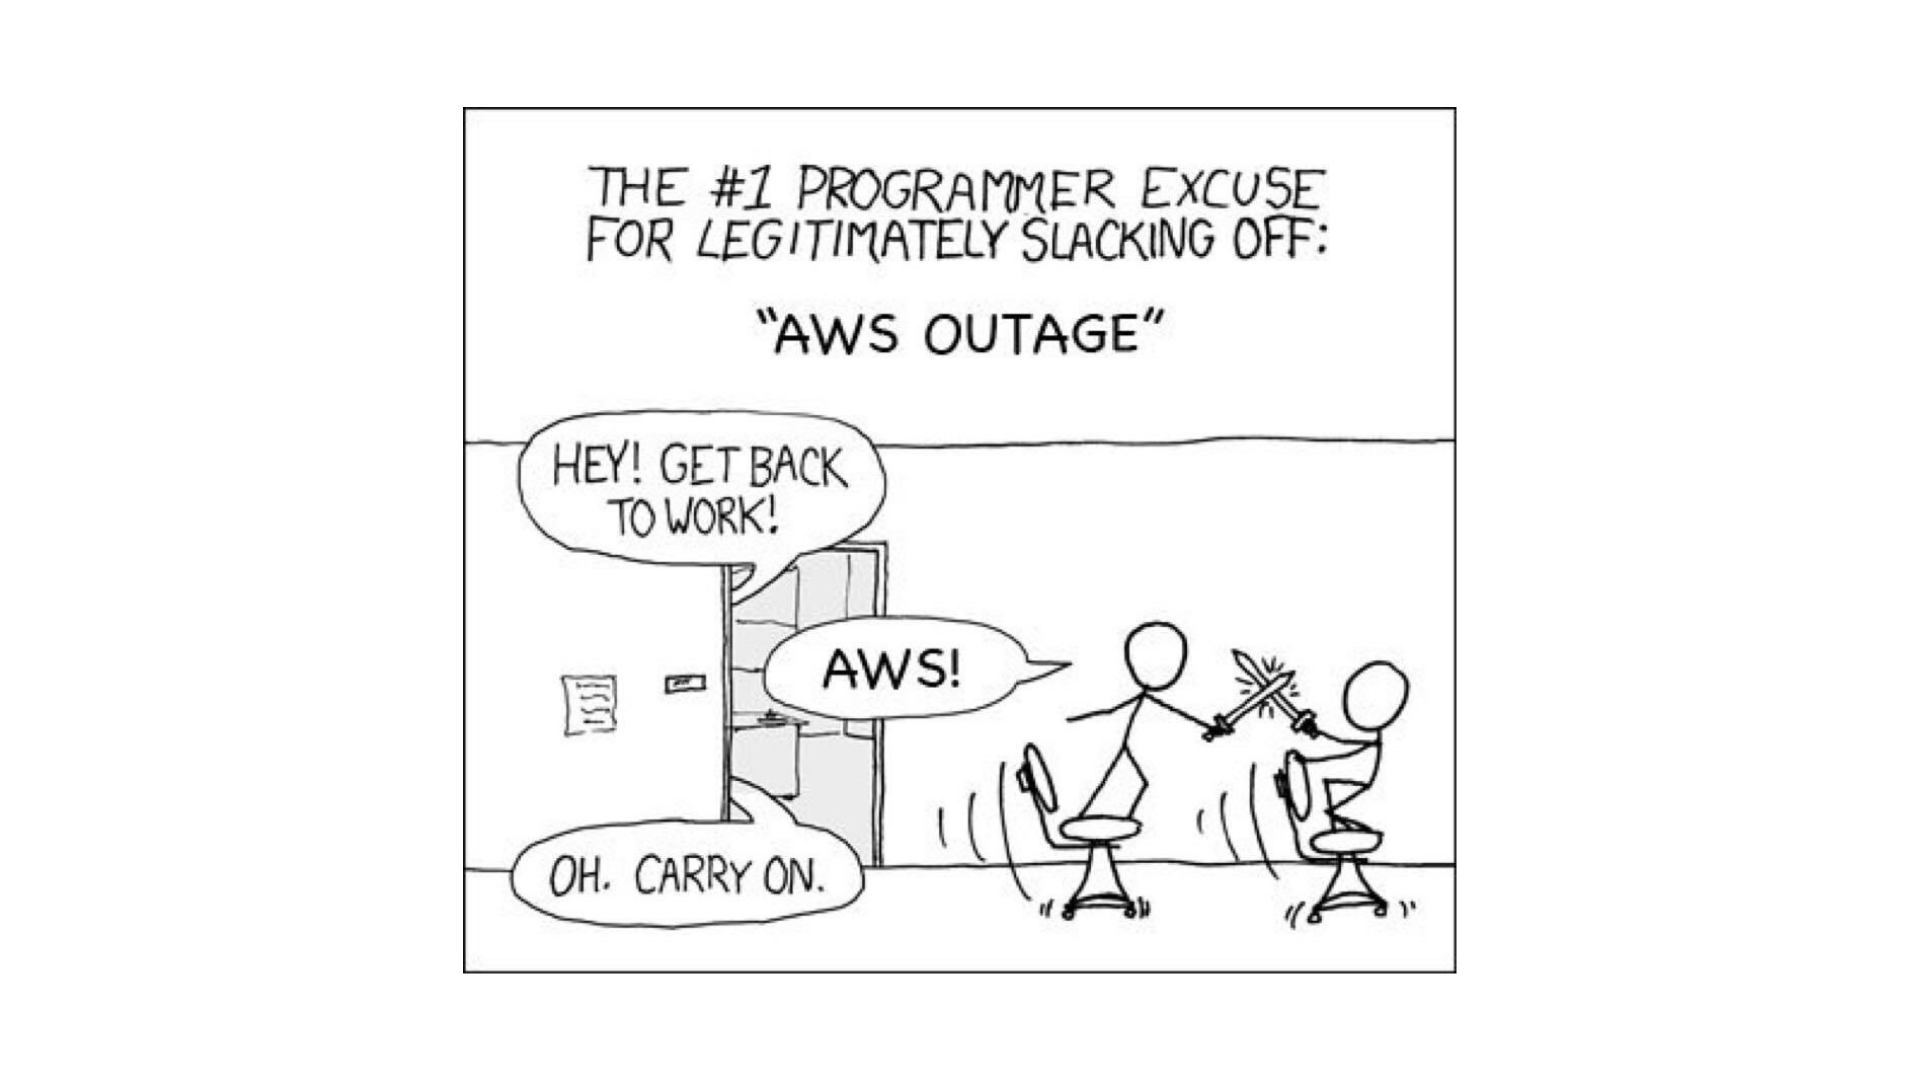 THE #1 PROGRAMMER EXCUSE
FOR LEGITIMATELY SLACKING OFF:
"AWS OUTAGE"
HEY! GET BACK
TO WORK!
AWS!
OH. CARRY ON.